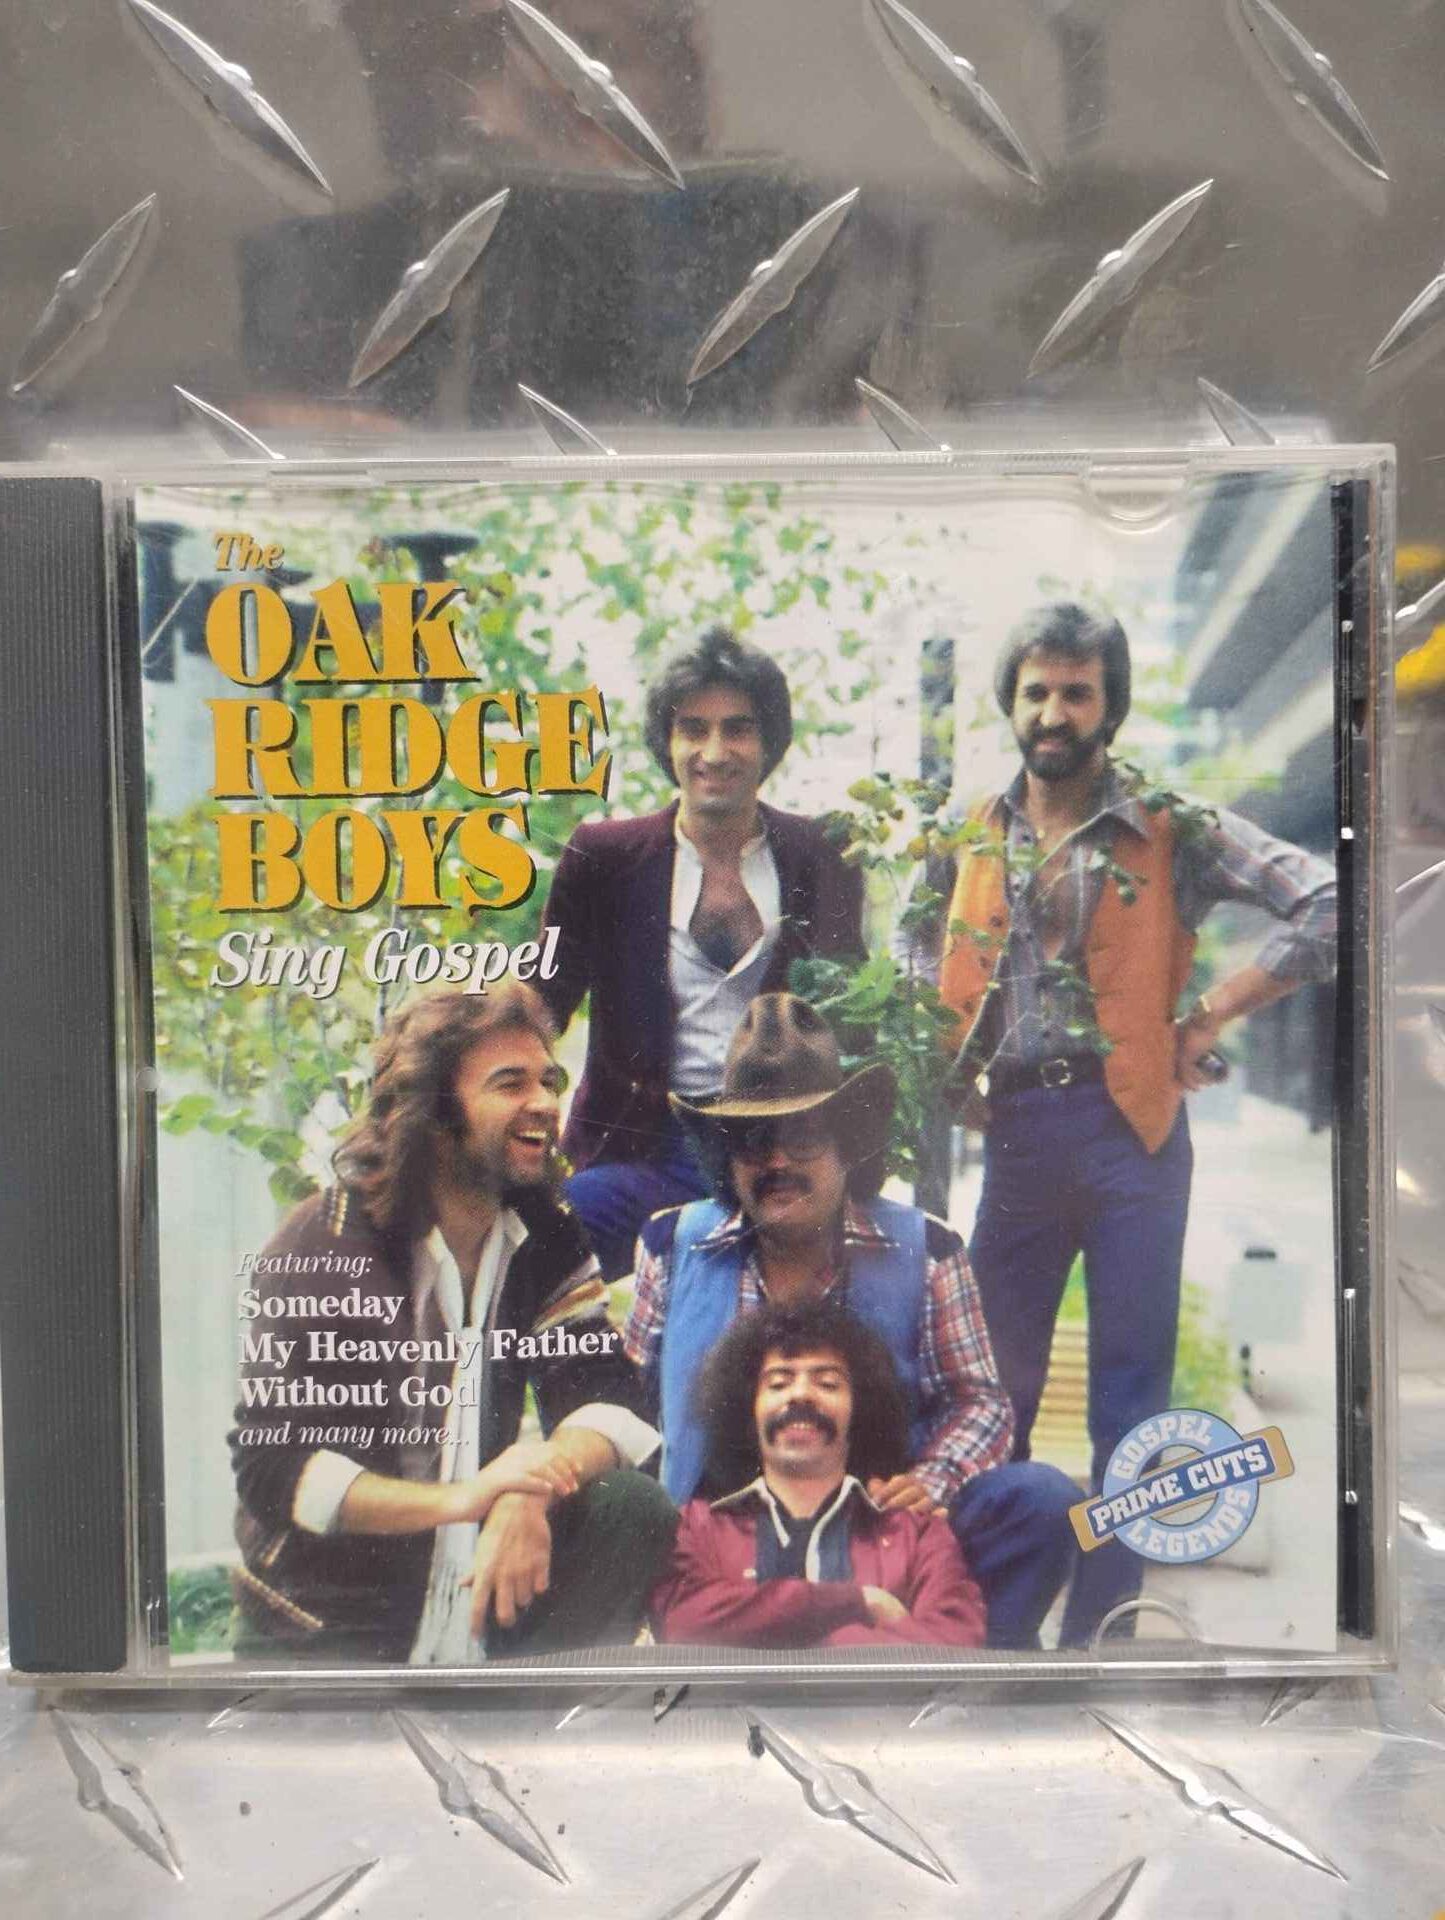 The
OAK
RIDGE
BOYS
Sing Gospel
Featuring:
Someday
My Heavenly Father
Without God
and many more...
GOSPEL
PRIME CUTS
LEGENDS